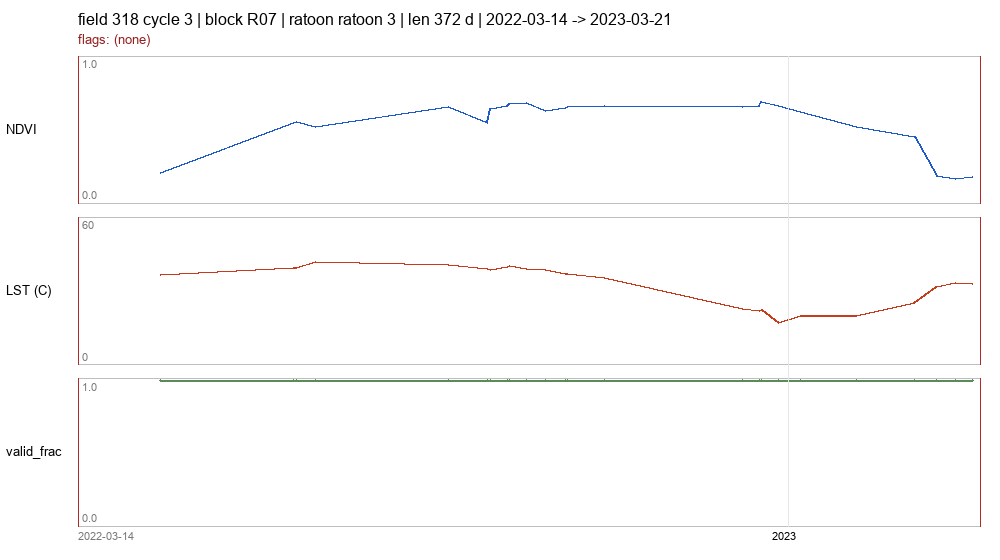 field 318 cycle 3 | block R07 | ratoon ratoon 3 | len 372 d | 2022-03-14 -> 2023-03-21
flags: (none)
1.0
NDVI
0.0
60
LST (C)
0
1.0
valid_frac
0.0
2022-03-14
2023